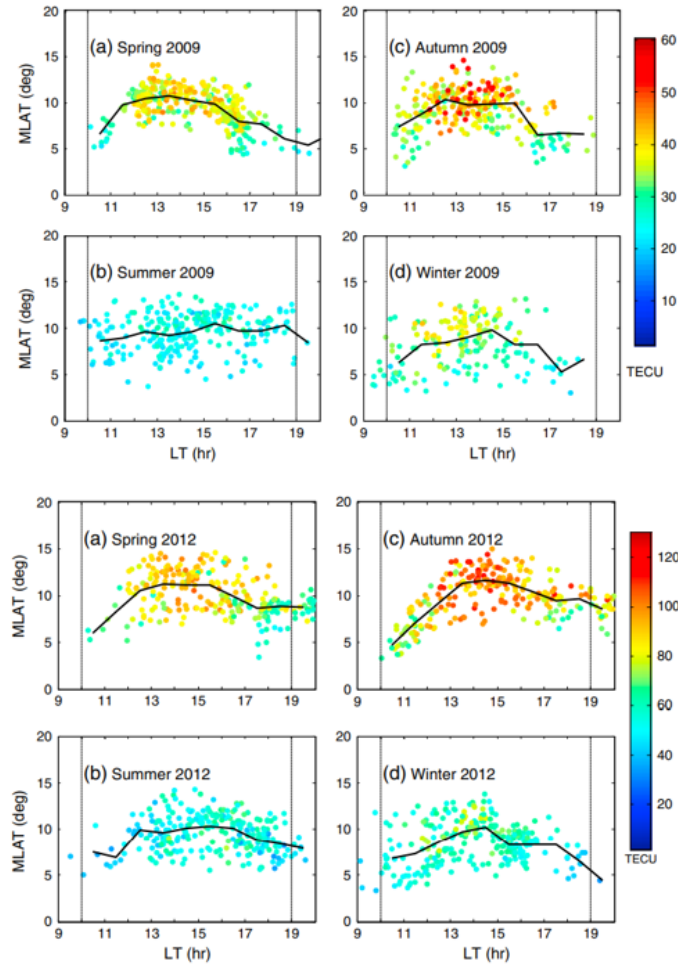 20
15
10
5
0
MLAT (deg)
(a) Spring 2009
9 11 13 15 17 19
20
15
10
5
0
(c) Autumn 2009
9 11 13 15 17 19
60
50
40
30
20
10
TECU
20
15
10
5
0
MLAT (deg)
(b) Summer 2009
9 11 13 15 17 19
LT (hr)
20
15
10
5
0
(d) Winter 2009
9 11 13 15 17 19
LT (hr)
20
15
10
5
0
MLAT (deg)
(a) Spring 2012
9 11 13 15 17 19
20
15
10
5
0
(c) Autumn 2012
9 11 13 15 17 19
120
100
80
60
40
20
TECU
20
15
10
5
0
MLAT (deg)
(b) Summer 2012
9 11 13 15 17 19
LT (hr)
20
15
10
5
0
(d) Winter 2012
9 11 13 15 17 19
LT (hr)